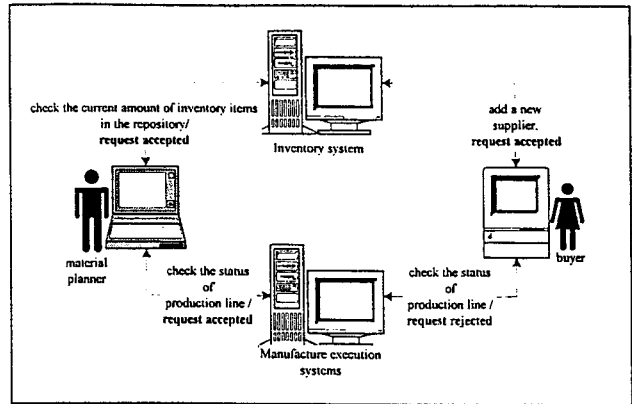 check the current amount of inventory items
in the repository/
request accepted
Inventory system
add a new
supplier,
request accepted
material
planner
buyer
check the status
of
production line /
request accepted
check the status
of
production line /
request rejected
Manufacture execution
systems